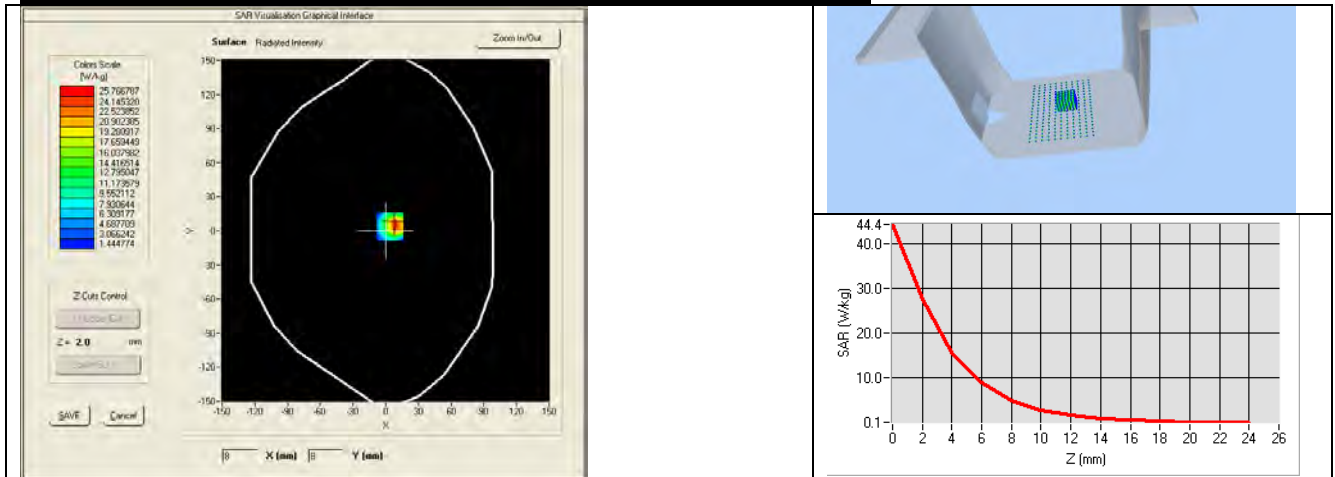 SAR Visualisation Graphical Interface
Surface Radiated Intensity
Zoom In/Out
Colors Scale
(W/kg)
25.766787
24.145320
22.523852
20.902385
19.280917
17.659449
16.037982
14.416514
12.795047
11.173579
9.552112
7.930644
6.309177
4.687709
3.066242
1.444774
Z-Cuts Control
Z = 2.0 mm
SAVE Cancel
150
120
90
60
30
0
-30
-60
-90
-120
-150
Y
-150 -120 -90 -60 -30 0 30 60 90 120 150
X
8 X (mm) 8 Y (mm)
44.4
40.0
30.0
20.0
10.0
0.1
SAR (W/kg)
0 2 4 6 8 10 12 14 16 18 20 22 24 26
Z (mm)